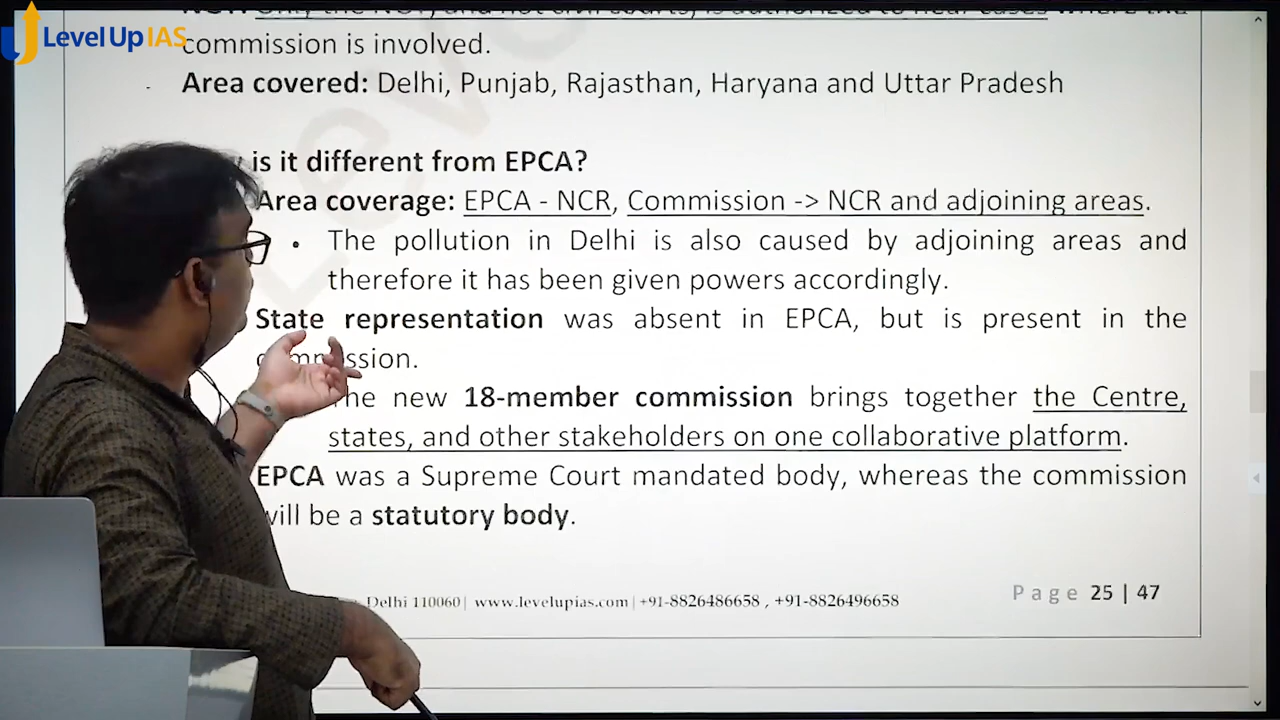 LevelUp IAS
commission is involved.
Area covered: Delhi, Punjab, Rajasthan, Haryana and Uttar Pradesh
is it different from EPCA?
Area coverage: EPCA - NCR, Commission -> NCR and adjoining areas.
• The pollution in Delhi is also caused by adjoining areas and
therefore it has been given powers accordingly.
State representation was absent in EPCA, but is present in the
commission.
The new 18-member commission brings together the Centre,
states, and other stakeholders on one collaborative platform.
EPCA was a Supreme Court mandated body, whereas the commission
will be a statutory body.
Delhi 110060| www.levelupias.com | +91-8826486658 , +91-8826496658
Page 25 | 47